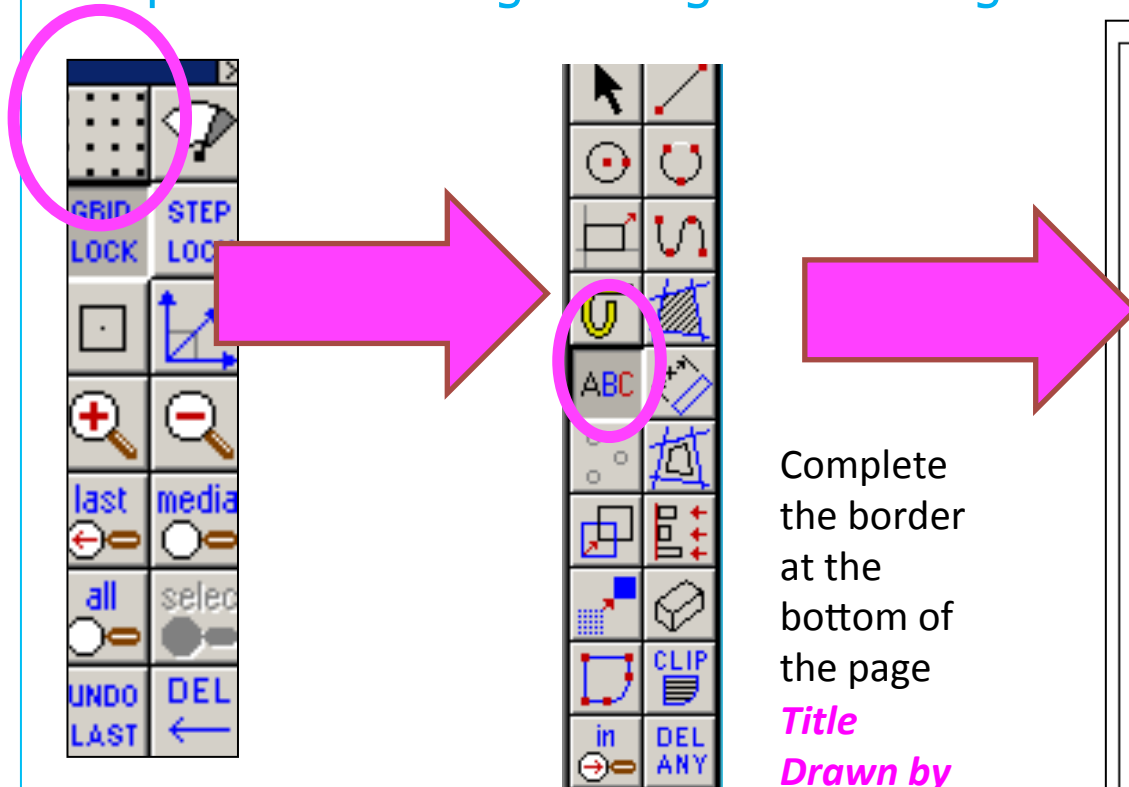 GRID STEP
LOCK LOCK
last media
all selec
UNDO DEL
LAST
ABC
CLIP
in DEL
ANY
Complete
the border
at the
bottom of
the page
Title
Drawn by